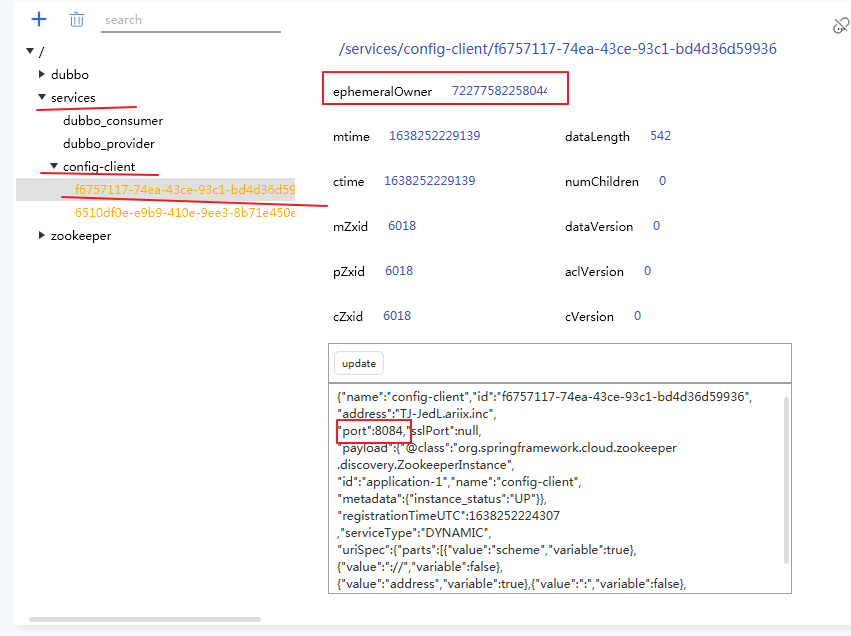 search
/services/config-client/f6757117-74ea-43ce-93c1-bd4d36d59936
/
dubbo
services
dubbo_consumer
dubbo_provider
config-client
f6757117-74ea-43ce-93c1-bd4d36d59
6510df0e-e9b9-410e-9ee3-8b71e450e
zookeeper
ephemeralOwner 72277582258044
mtime 1638252229139 dataLength 542
ctime 1638252229139 numChildren 0
mZxid 6018 dataVersion 0
pZxid 6018 aclVersion 0
cZxid 6018 cVersion 0
update
{"name":"config-client","id":"f6757117-74ea-43ce-93c1-bd4d36d59936",
"address":"TJ-JedL.ariix.inc",
"port":8084,"sslPort":null,
"payload":{"@class":"org.springframework.cloud.zookeeper
.discovery.ZookeeperInstance",
"id":"application-1","name":"config-client",
"metadata":{"instance_status":"UP"}},
"registrationTimeUTC":1638252224307
,"serviceType":"DYNAMIC",
"uriSpec":{"parts":[{"value":"scheme","variable":true},
{"value":"://","variable":false},
{"value":"address","variable":true},{"value":":","variable":false},